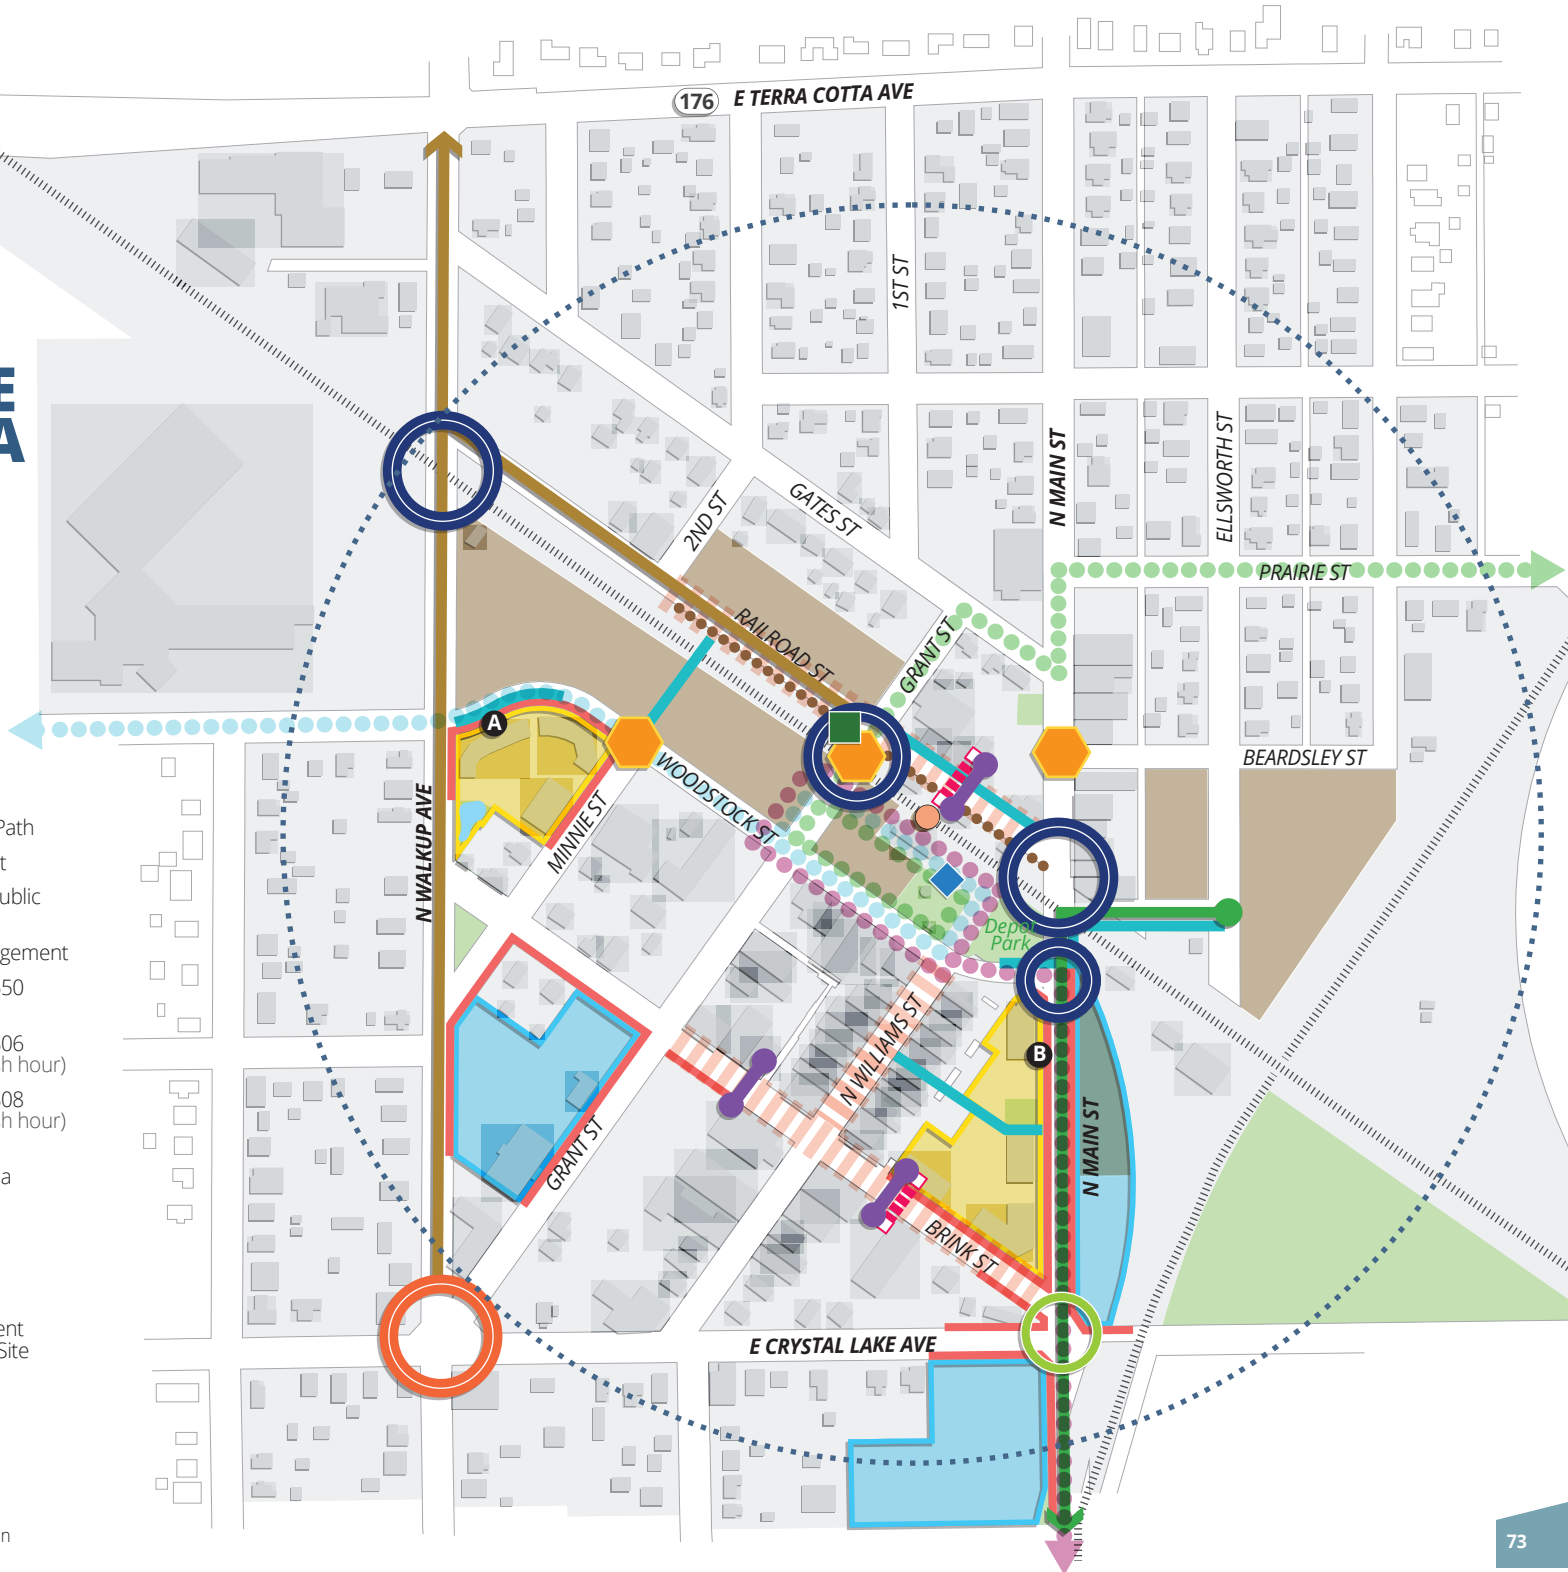 176 E TERRA COTTA AVE
1ST ST
E
A
N MAIN ST
ELLSWORTH ST
GATES ST
2ND ST
PRAIRIE ST
RAILROAD ST
GRANT ST
A
BEARDSLEY ST
WOODSTOCK ST
N WALKUP AVE
MINNIE ST
Path
t
ublic
Depot
Park
gement
50
06
h hour)
B
N WILLIAMS ST
08
h hour)
N MAIN ST
GRANT ST
a
BRINK ST
ent
Site
E CRYSTAL LAKE AVE
n
73